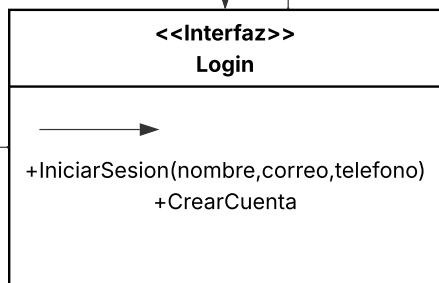 <<Interfaz>>
Login
+IniciarSesion(nombre,correo,telefono)
+CrearCuenta